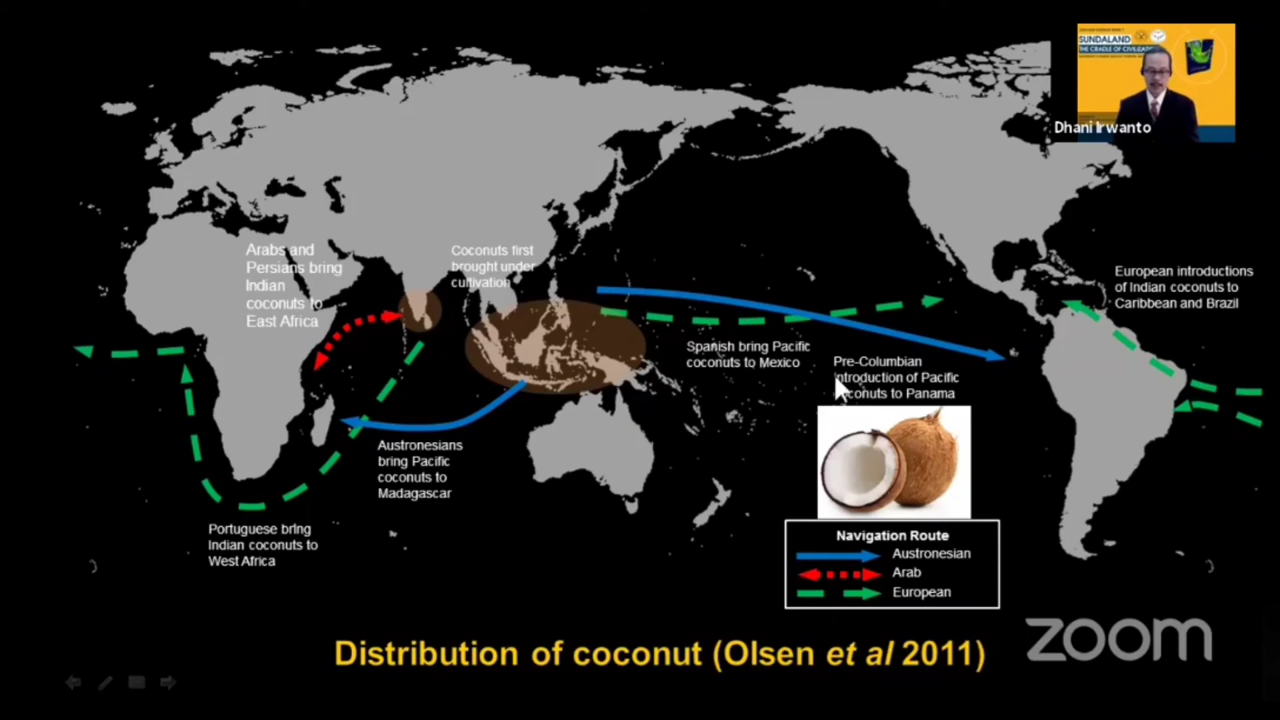 SUNDALAND
THE CRADLE OF CIVILIZATION
Dhani Irwanto
Arabs and
Persians bring
Indian
coconuts to
East Africa
Coconuts first
brought under
cultivation
European introductions
of Indian coconuts to
Caribbean and Brazil
Spanish bring Pacific
coconuts to Mexico
Pre-Columbian
introduction of Pacific
coconuts to Panama
Austronesians
bring Pacific
coconuts to
Madagascar
Portuguese bring
Indian coconuts to
West Africa
Navigation Route
Austronesian
Arab
European
Distribution of coconut (Olsen et al 2011)
zoom